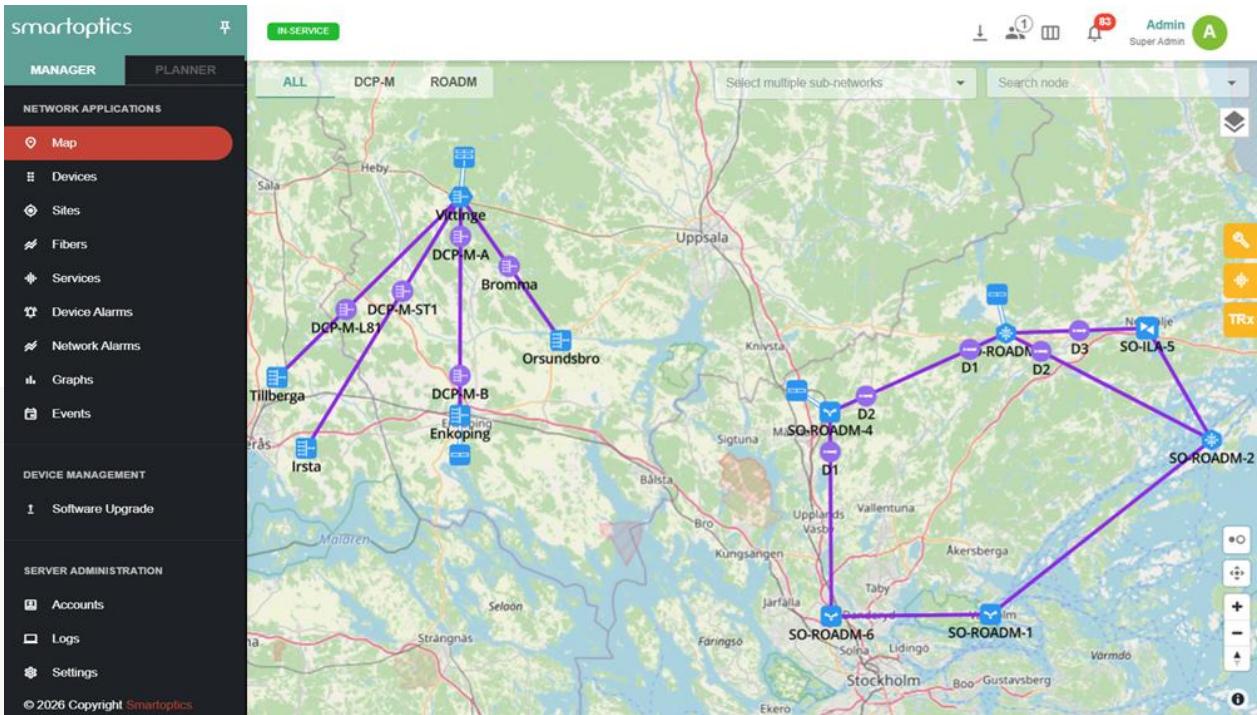 smartoptics
IN-SERVICE
1
83
Admin
Super Admin
A
MANAGER
PLANNER
NETWORK APPLICATIONS
Map
Devices
Sites
Fibers
Services
Device Alarms
Network Alarms
Graphs
Events
DEVICE MANAGEMENT
Software Upgrade
SERVER ADMINISTRATION
Accounts
Logs
Settings
© 2026 Copyright Smartoptics
ALL
DCP-M
ROADM
Select multiple sub-networks
Search node
TRx
Heby
Sala
Vittinge
DCP-M-A
Bromma
DCP-M-ST1
DCP-M-L81
Orsundsbro
Tillberga
DCP-M-B
Enkoping
Irsta
Uppsala
Knivsta
D1
D2
D3
SO-ILA-5
D2
SO-ROADM-4
D1
Sigtuna
SO-ROADM-2
Bålsta
Bro
Upplands
Väsby
Vallentuna
Kungsängen
Åkersberga
Mälaren
Täby
Järfälla
Selaön
SO-ROADM-6
SO-ROADM-1
Strängnäs
Färingsö
Solna
Lidingö
Värmdö
Stockholm
Boo
Gustavsberg
Ekerö